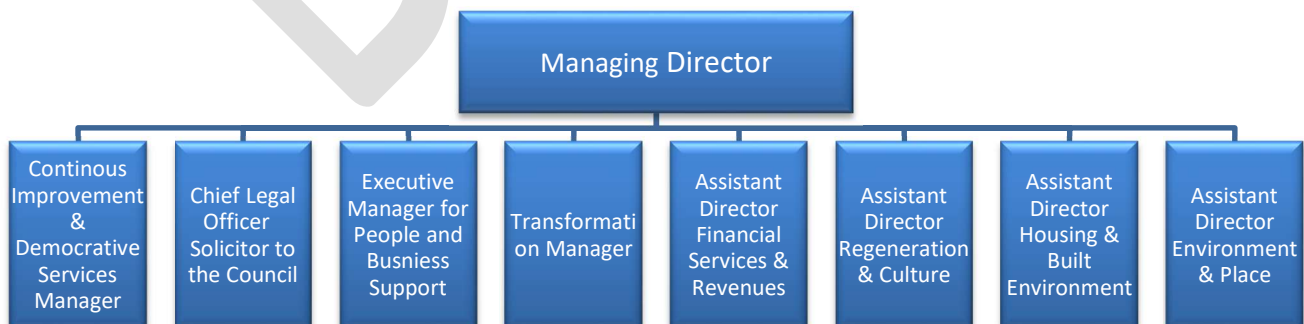 Managing Director
Continous
Improvement
&
Democrative
Services
Manager
Chief Legal
Officer
Solicitor to
the Council
Executive
Manager for
People and
Busniess
Support
Transformati
on Manager
Assistant
Director
Financial
Services &
Revenues
Assistant
Director
Regeneration
& Culture
Assistant
Director
Housing &
Built
Environment
Assistant
Director
Environment
& Place